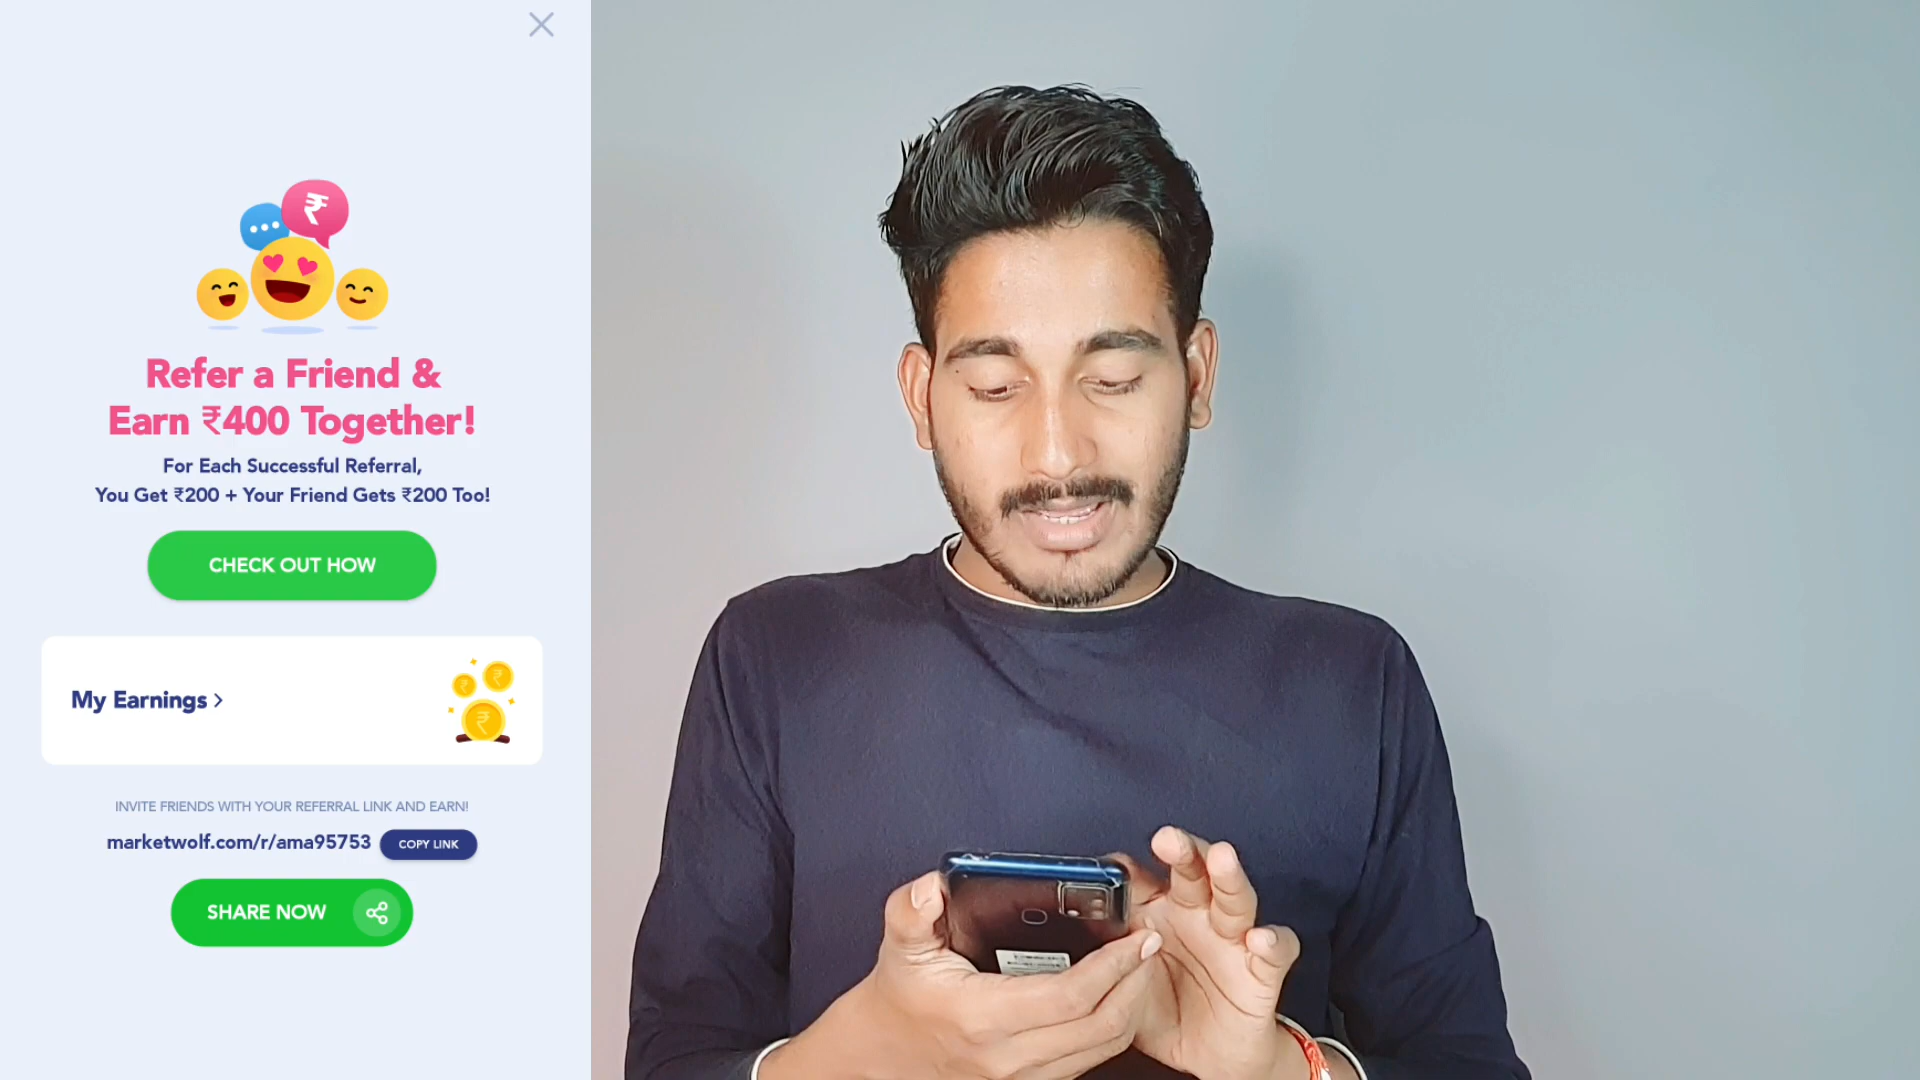 Refer a Friend &
Earn ₹400 Together!
For Each Successful Referral,
You Get ₹200 + Your Friend Gets ₹200 Too!
CHECK OUT HOW
My Earnings >
INVITE FRIENDS WITH YOUR REFERRAL LINK AND EARN!
marketwolf.com/r/ama95753 COPY LINK
SHARE NOW